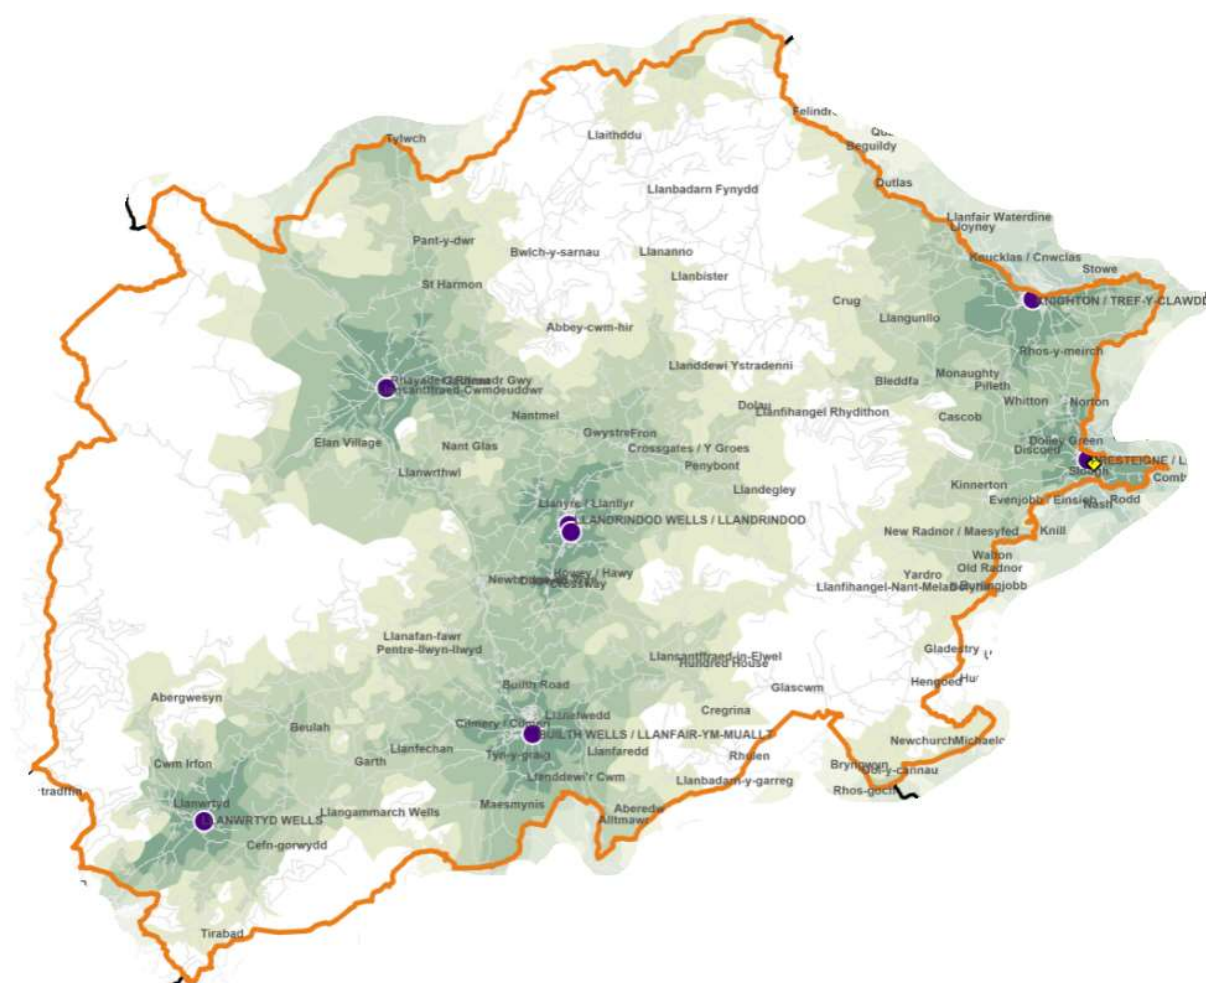 Tylwch
Llaithddu
Beguildy
Dutlas
Llanbadarn Fynydd
Llanfair Waterdine
Lloyney
Pant-y-dwr
Bwlch-y-sarnau
Llananno
Knucklas / Cnwclas
Stowe
Llanbister
St Harmon
Crug
KNIGHTON / TREF-Y-CLAWDD
Llangunllo
Abbey-cwm-hir
Rhos-y-meirch
Llanddewi Ystradenni
Monaughty
Bleddfa
Pilleth
Whitton
Norton
Dolau
Llanfihangel Rhydithon
Cascob
Nantmel
Gwystre
Fron
Elan Village
Nant Glas
Crossgates / Y Groes
Dolley Green
Discoed
Penybont
Llanwrthwl
Kinnerton
Llandegley
Evenjobb / Einsieb
Nash
Rodd
Llanyre / Llanllyr
LLANDRINDOD WELLS / LLANDRINDOD
New Radnor / Maesyfed
Knill
Walton
Old Radnor
Howey / Hawy
Yardro
Burlingjobb
Llanafan-fawr
Pentre-llwyn-llwyd
Llansantffraed-in-Elwel
Hundred House
Gladestry
Hengoed
Builth Road
Glascwm
Abergwesyn
Llanelwedd
Cregrina
Beulah
Cilmery / Cilmeri
BUILTH WELLS / LLANFAIR-YM-MUALLT
Newchurch
Llanfechan
Tyn-y-graig
Llanfaredd
Rhulen
Garth
Cwm Irfon
Bryngwyn
Llanddewi'r Cwm
Llanbadarn-y-garreg
Rhos-goch
Llanwrtyd
Maesmynis
Aberedw
Llangammarch Wells
Alltmawr
LLANWRTYD WELLS
Cefn-gorwydd
Tirabad